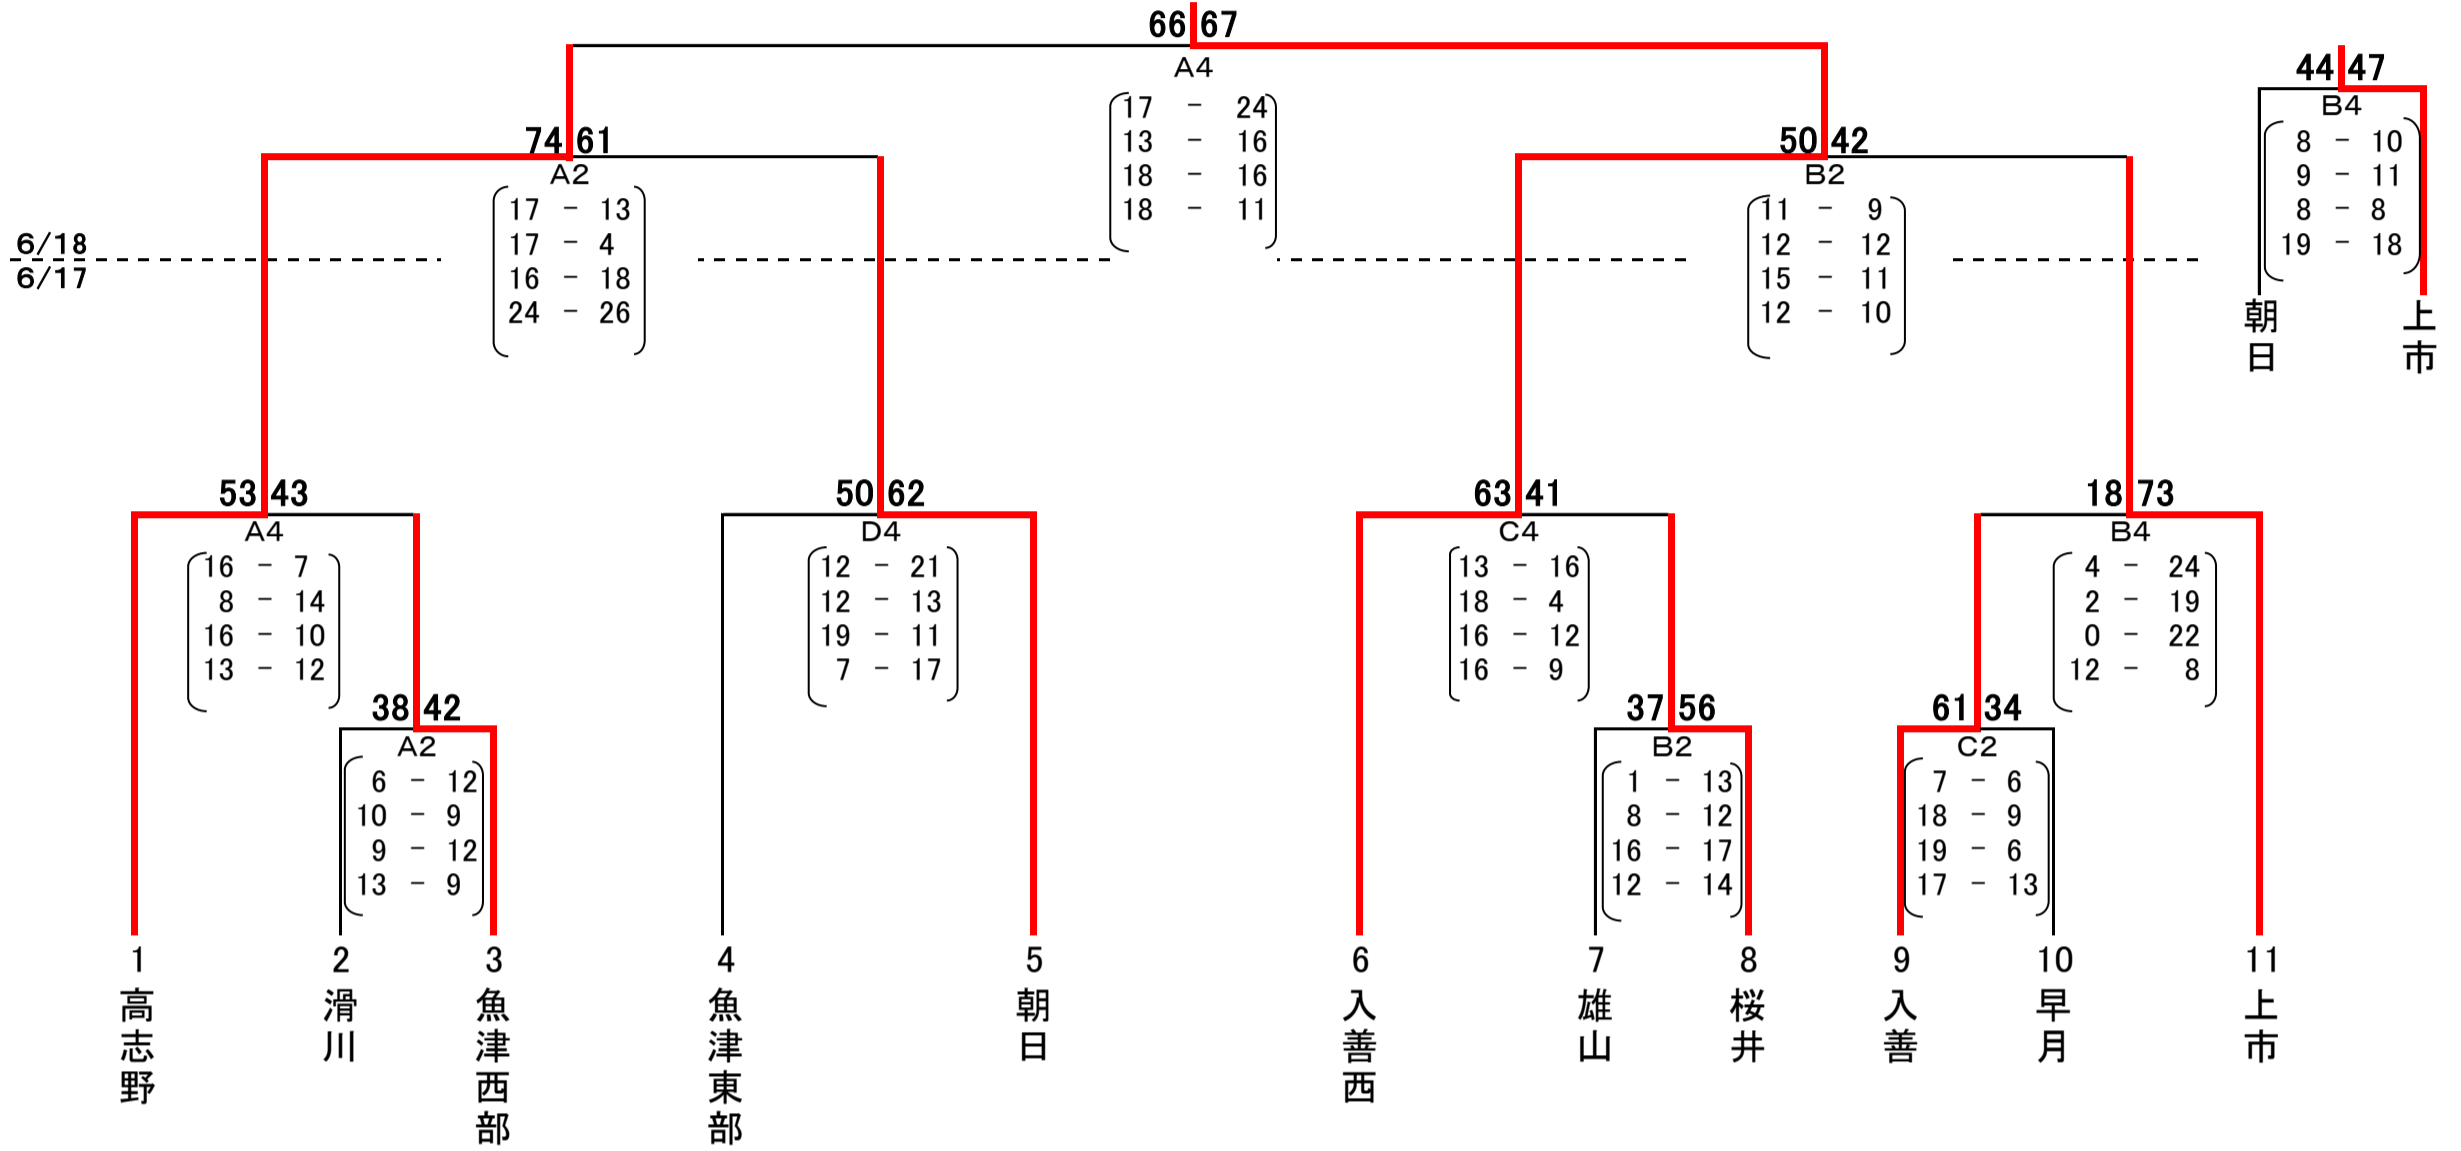 66 67
A4
17 - 24
13 - 16
18 - 16
18 - 11
44 47
B4
8 - 10
9 - 11
8 - 8
19 - 18
朝日
上市
74 61
A2
17 - 13
17 - 4
16 - 18
24 - 26
50 42
B2
11 - 9
12 - 12
15 - 11
12 - 10
6/18
6/17
53 43
A4
16 - 7
8 - 14
16 - 10
13 - 12
50 62
D4
12 - 21
12 - 13
19 - 11
7 - 17
63 41
C4
13 - 16
18 - 4
16 - 12
16 - 9
18 73
B4
4 - 24
2 - 19
0 - 22
12 - 8
38 42
A2
6 - 12
10 - 9
9 - 12
13 - 9
37 56
B2
1 - 13
8 - 12
16 - 17
12 - 14
61 34
C2
7 - 6
18 - 9
19 - 6
17 - 13
1 高志野
2 滑川
3 魚津西部
4 魚津東部
5 朝日
6 入善西
7 雄山
8 桜井
9 入善
10 早月
11 上市